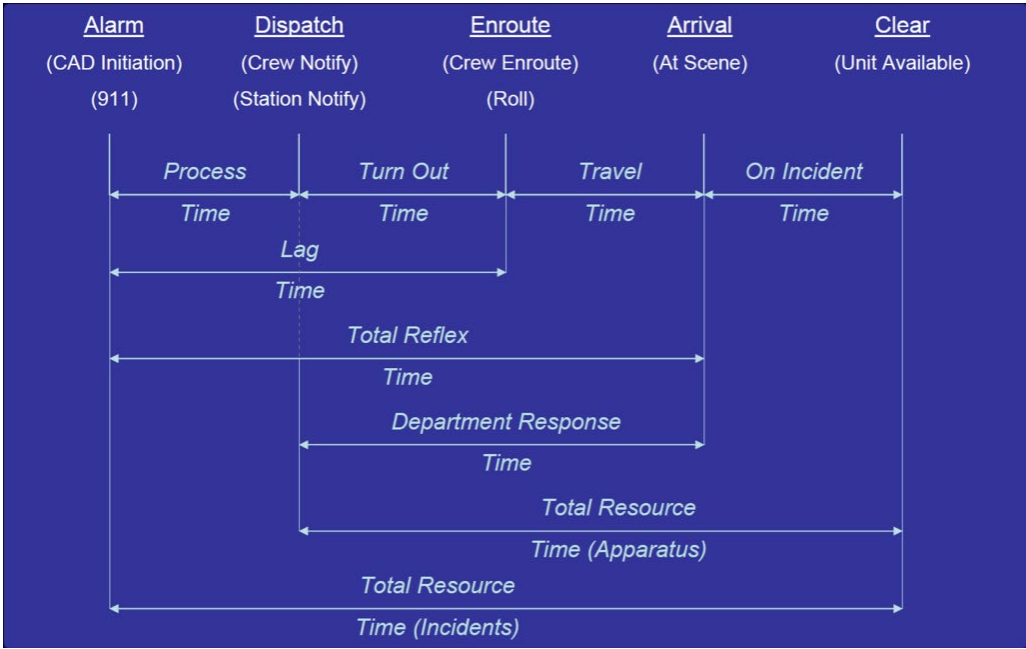 Alarm Dispatch Enroute Arrival Clear
(CAD Initiation) (Crew Notify) (Crew Enroute) (At Scene) (Unit Available)
(911) (Station Notify) (Roll)
Process Turn Out Travel On Incident
Time Time Time Time
Lag
Time
Total Reflex
Time
Department Response
Time
Total Resource
Time (Apparatus)
Total Resource
Time (Incidents)